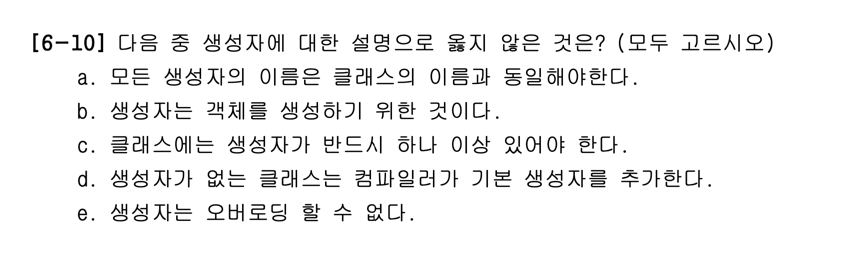 [6-10] 다음 중 생성자에 대한 설명으로 옳지 않은 것은? (모두 고르시오)
a. 모든 생성자의 이름은 클래스의 이름과 동일해야한다.
b. 생성자는 객체를 생성하기 위한 것이다.
c. 클래스에는 생성자가 반드시 하나 이상 있어야 한다.
d. 생성자가 없는 클래스는 컴파일러가 기본 생성자를 추가한다.
e. 생성자는 오버로딩 할 수 없다.